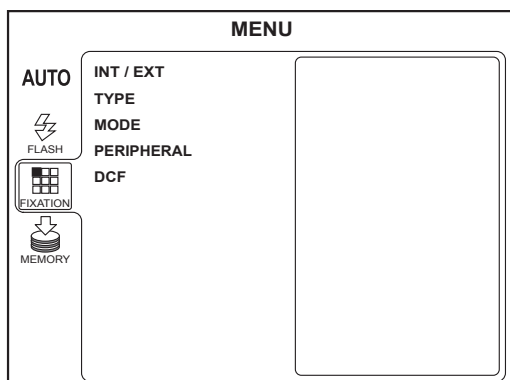 MENU
AUTO
FLASH
FIXATION
MEMORY
INT / EXT
TYPE
MODE
PERIPHERAL
DCF